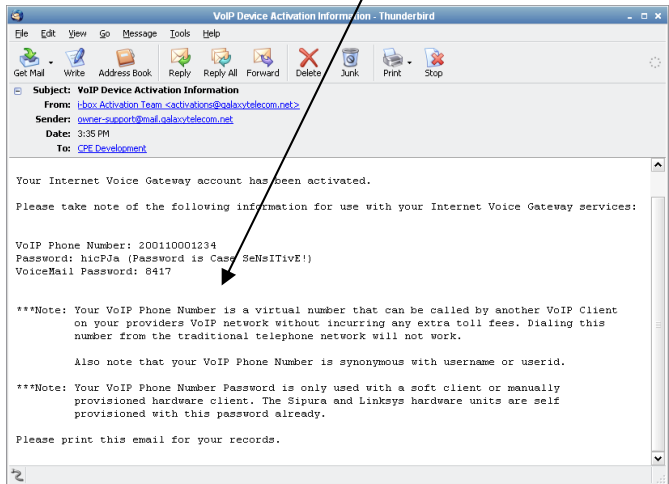 VoIP Device Activation Information - Thunderbird
File Edit View Go Message Tools Help
Get Mail Write Address Book Reply Reply All Forward Delete Junk Print Stop
Subject: VoIP Device Activation Information
From: i-box Activation Team <activations@galaxytelecom.net>
Sender: owner-support@mail.galaxytelecom.net
Date: 3:35 PM
To: CPE Development
Your Internet Voice Gateway account has been activated.
Please take note of the following information for use with your Internet Voice Gateway services:
VoIP Phone Number: 200110001234
Password: hicPJa (Password is Case SeNsITivE!)
VoiceMail Password: 8417
***Note: Your VoIP Phone Number is a virtual number that can be called by another VoIP Client
on your providers VoIP network without incurring any extra toll fees. Dialing this
number from the traditional telephone network will not work.
Also note that your VoIP Phone Number is synonymous with username or userid.
***Note: Your VoIP Phone Number Password is only used with a soft client or manually
provisioned hardware client. The Sipura and Linksys hardware units are self
provisioned with this password already.
Please print this email for your records.